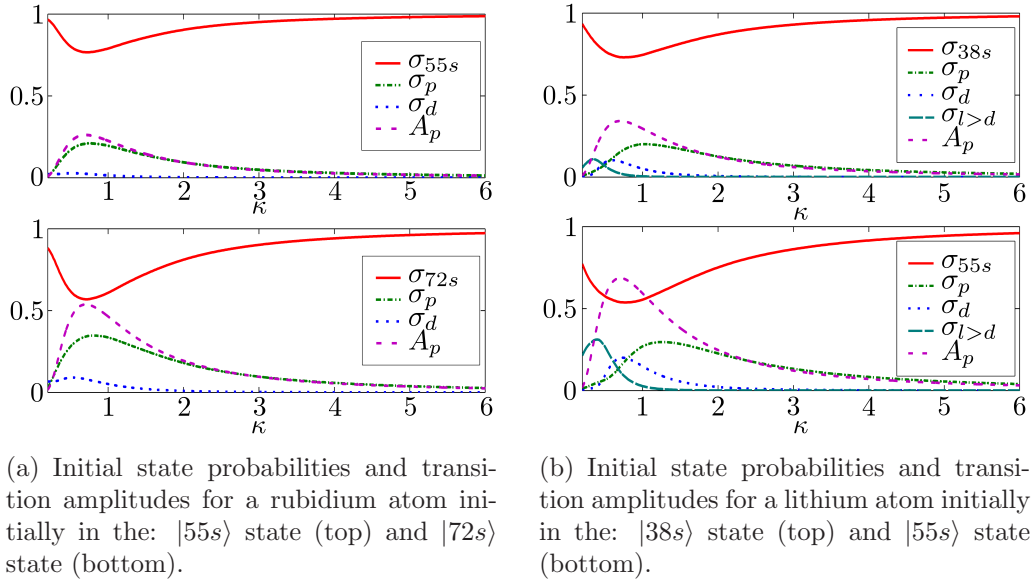 1
0.5
0
1
2
3
4
5
6
κ
σ55s
σp
σd
Ap
1
0.5
0
1
2
3
4
5
6
κ
σ72s
σp
σd
Ap
(a) Initial state probabilities and transi-
tion amplitudes for a rubidium atom ini-
tially in the: |55s⟩ state (top) and |72s⟩
state (bottom).
1
0.5
0
1
2
3
4
5
6
κ
σ38s
σp
σd
σl>d
Ap
1
0.5
0
1
2
3
4
5
6
κ
σ55s
σp
σd
σl>d
Ap
(b) Initial state probabilities and transi-
tion amplitudes for a lithium atom initially
in the: |38s⟩ state (top) and |55s⟩ state
(bottom).